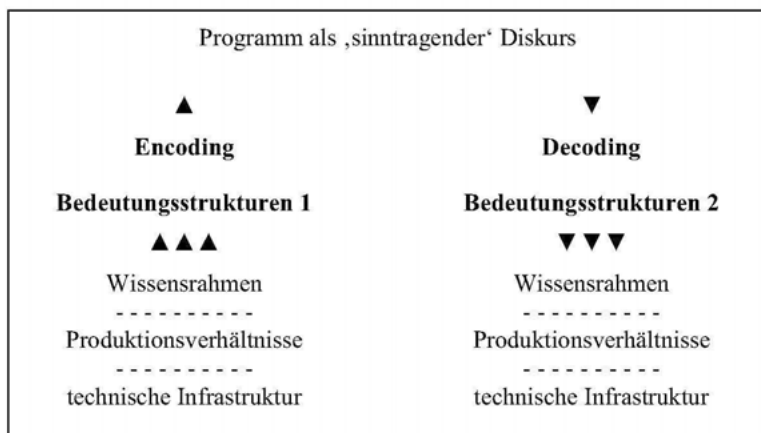 Programm als ‚sinntragender‘ Diskurs
▲ ▼
Encoding Decoding
Bedeutungsstrukturen 1 Bedeutungsstrukturen 2
▲▲▲ ▼▼▼
Wissensrahmen Wissensrahmen
- - - - - - - - - - - - - - - - - - - -
Produktionsverhältnisse Produktionsverhältnisse
- - - - - - - - - - - - - - - - - - - -
technische Infrastruktur technische Infrastruktur